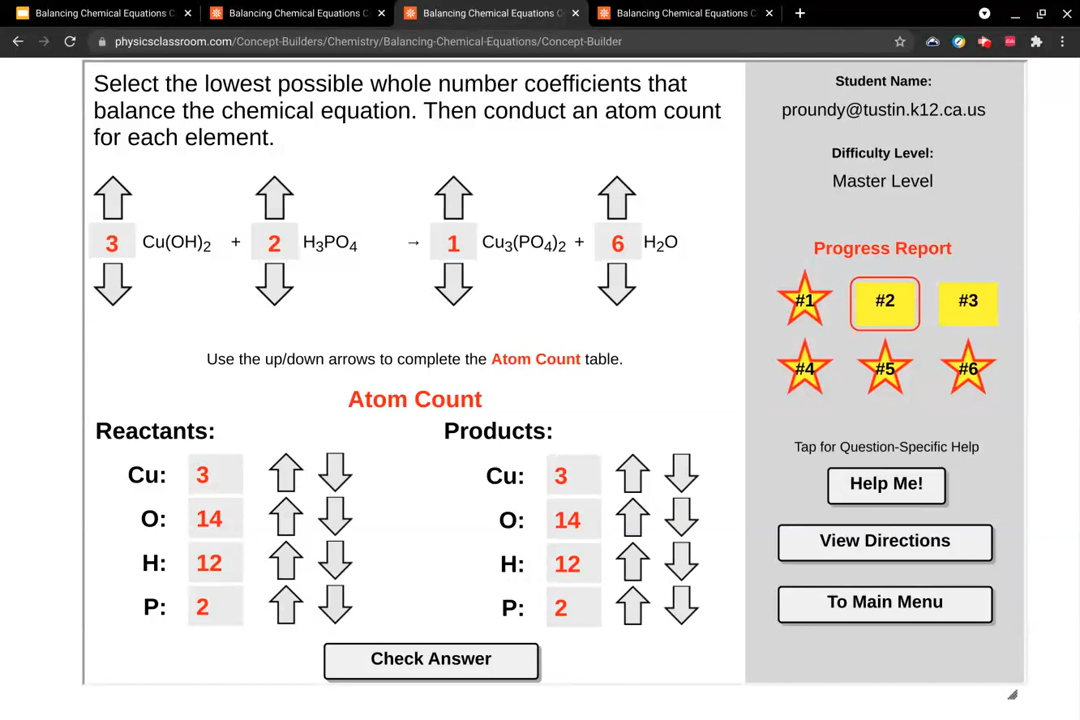 Balancing Chemical Equations C
Balancing Chemical Equations C
Balancing Chemical Equations C
Balancing Chemical Equations C
physicsclassroom.com/Concept-Builders/Chemistry/Balancing-Chemical-Equations/Concept-Builder
Select the lowest possible whole number coefficients that
balance the chemical equation. Then conduct an atom count
for each element.
3 Cu(OH)₂ + 2 H₃PO₄ → 1 Cu₃(PO₄)₂ + 6 H₂O
Use the up/down arrows to complete the Atom Count table.
Atom Count
Reactants: Products:
Cu: 3 Cu: 3
O: 14 O: 14
H: 12 H: 12
P: 2 P: 2
Check Answer
Student Name:
proundy@tustin.k12.ca.us
Difficulty Level:
Master Level
Progress Report
#1 #2 #3
#4 #5 #6
Tap for Question-Specific Help
Help Me!
View Directions
To Main Menu